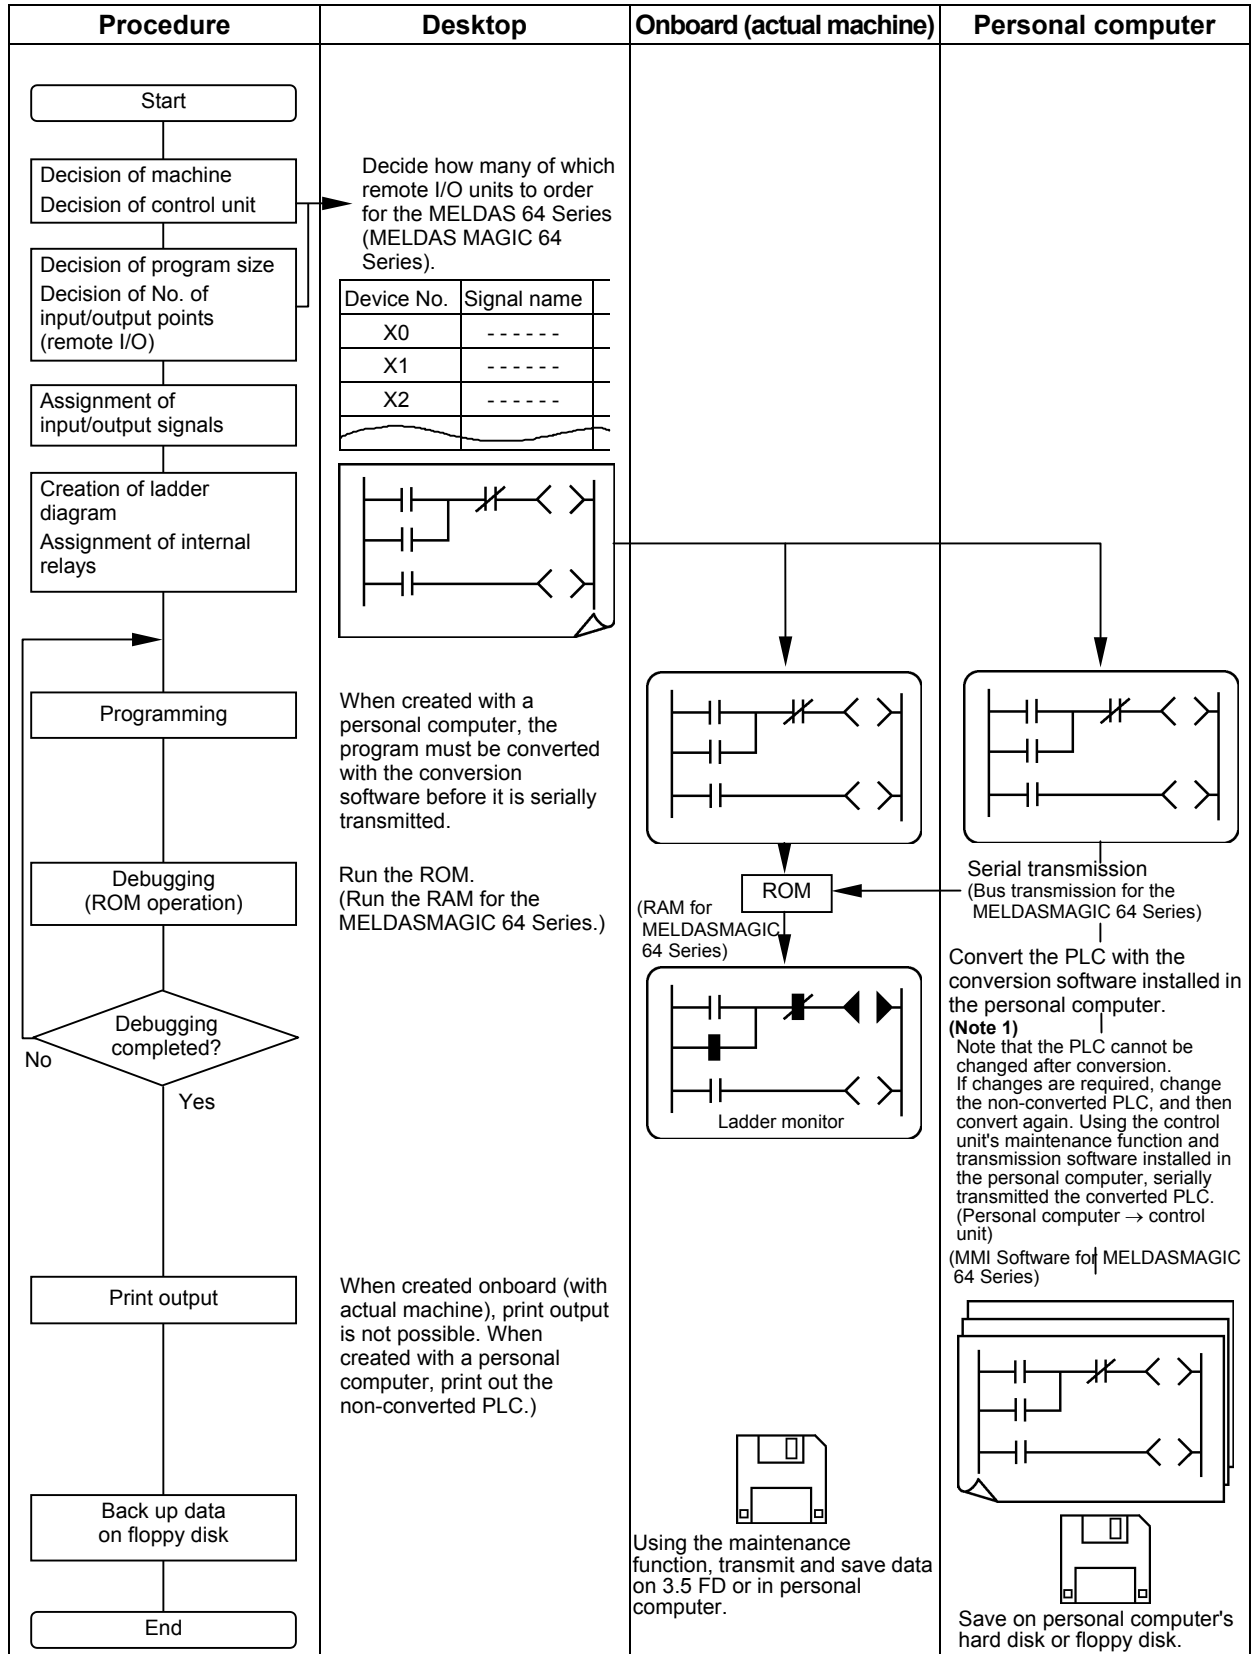 Procedure
Desktop
Onboard (actual machine)
Personal computer
Start
Decision of machine
Decision of control unit
Decision of program size
Decision of No. of
input/output points
(remote I/O)
Assignment of
input/output signals
Creation of ladder
diagram
Assignment of internal
relays
Programming
Debugging
(ROM operation)
Debugging
completed?
No
Yes
Print output
Back up data
on floppy disk
End
Decide how many of which
remote I/O units to order
for the MELDAS 64 Series
(MELDAS MAGIC 64
Series).
Device No. Signal name
X0 - - - - - -
X1 - - - - - -
X2 - - - - - -
When created with a
personal computer, the
program must be converted
with the conversion
software before it is serially
transmitted.
Run the ROM.
(Run the RAM for the
MELDASMAGIC 64 Series.)
When created onboard (with
actual machine), print output
is not possible. When
created with a personal
computer, print out the
non-converted PLC.)
ROM
(RAM for
MELDASMAGIC
64 Series)
Ladder monitor
Using the maintenance
function, transmit and save data
on 3.5 FD or in personal
computer.
Serial transmission
(Bus transmission for the
MELDASMAGIC 64 Series)
Convert the PLC with the
conversion software installed in
the personal computer.
(Note 1)
Note that the PLC cannot be
changed after conversion.
If changes are required, change
the non-converted PLC, and then
convert again. Using the control
unit's maintenance function and
transmission software installed in
the personal computer, serially
transmitted the converted PLC.
(Personal computer → control
unit)
(MMI Software for MELDASMAGIC
64 Series)
Save on personal computer's
hard disk or floppy disk.